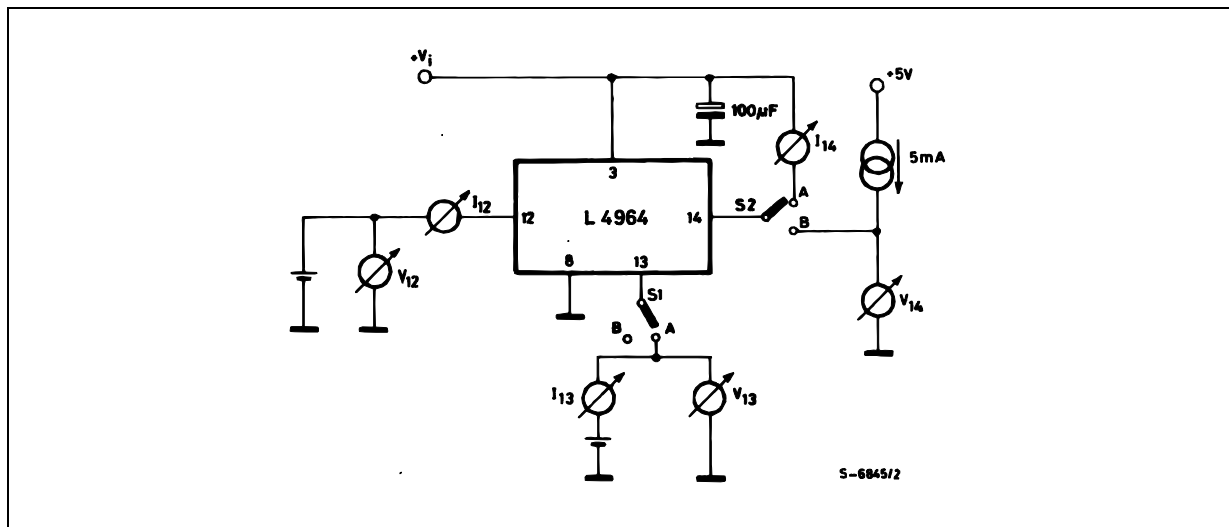 +Vi
+5V
100µF
I14
5mA
3
A
S2
I12
12
L 4964
14
B
8
13
V12
S1
V14
B
A
I13
V13
S-6845/2